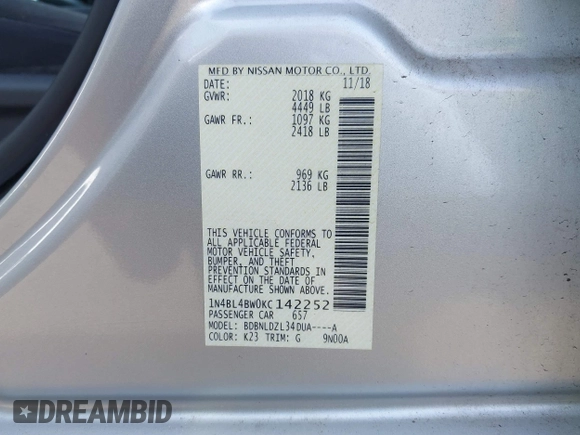 MFD BY NISSAN MOTOR CO., LTD.
DATE: 11/18
GVWR: 2018 KG
4449 LB
GAWR FR.: 1097 KG
2418 LB
GAWR RR.: 969 KG
2136 LB
THIS VEHICLE CONFORMS TO
ALL APPLICABLE FEDERAL
MOTOR VEHICLE SAFETY,
BUMPER, AND THEFT
PREVENTION STANDARDS IN
EFFECT ON THE DATE OF
MANUFACTURE SHOWN ABOVE.
1N4BL4BW0KC142252
PASSENGER CAR 657
MODEL: BDBNLDZL34DUA----A
COLOR: K23 TRIM: G 9N00A
DREAMBID